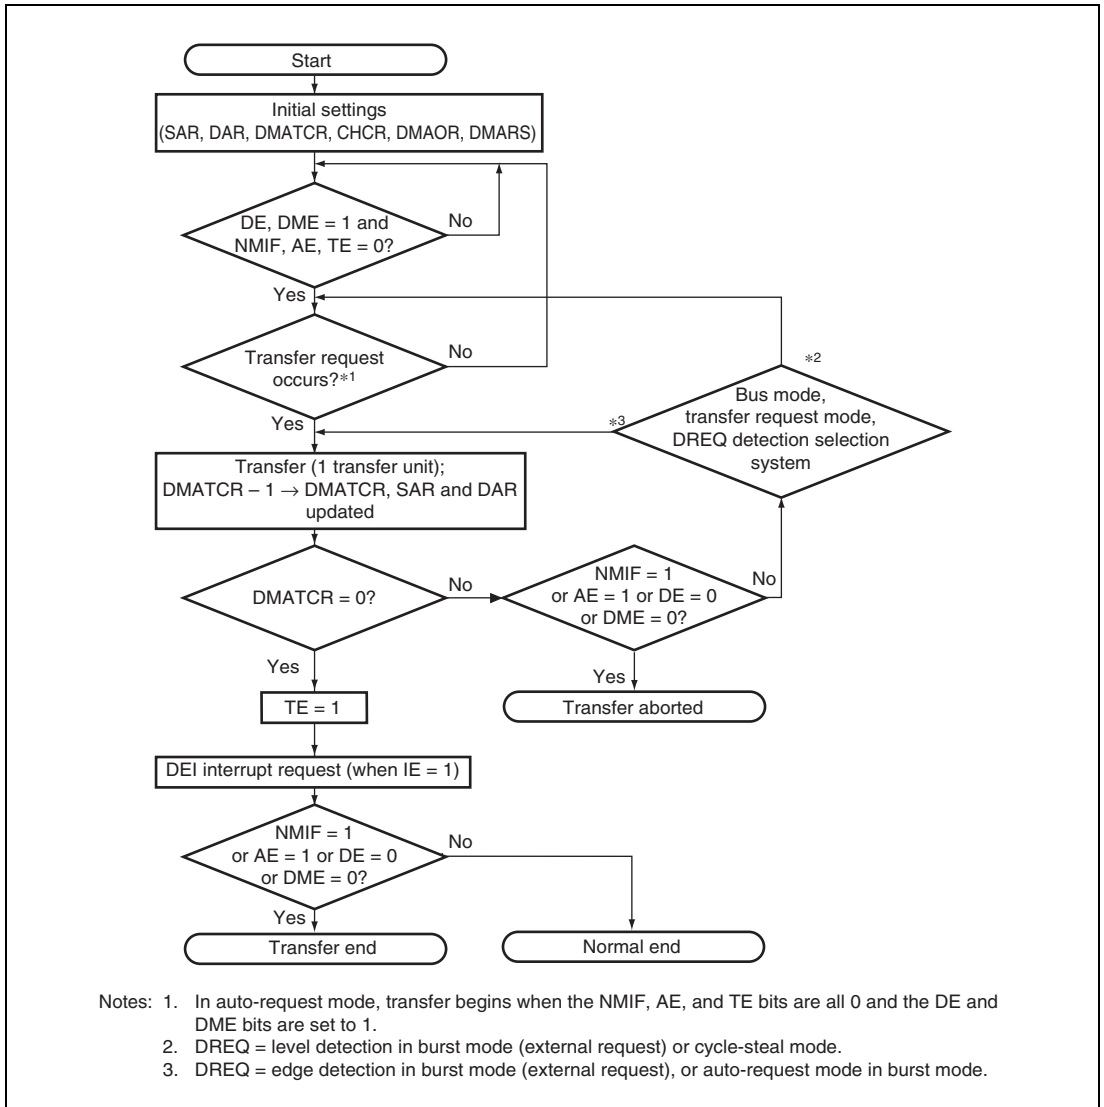 Start
Initial settings
(SAR, DAR, DMATCR, CHCR, DMAOR, DMARS)
DE, DME = 1 and
NMIF, AE, TE = 0?
No
Yes
Transfer request
occurs?*1
No
Yes
*2
Bus mode,
transfer request mode,
DREQ detection selection
system
*3
Transfer (1 transfer unit);
DMATCR – 1 → DMATCR, SAR and DAR
updated
DMATCR = 0?
No
NMIF = 1
or AE = 1 or DE = 0
or DME = 0?
No
Yes
Yes
Transfer aborted
TE = 1
DEI interrupt request (when IE = 1)
NMIF = 1
or AE = 1 or DE = 0
or DME = 0?
No
Yes
Transfer end
Normal end
Notes: 1. In auto-request mode, transfer begins when the NMIF, AE, and TE bits are all 0 and the DE and
DME bits are set to 1.
2. DREQ = level detection in burst mode (external request) or cycle-steal mode.
3. DREQ = edge detection in burst mode (external request), or auto-request mode in burst mode.